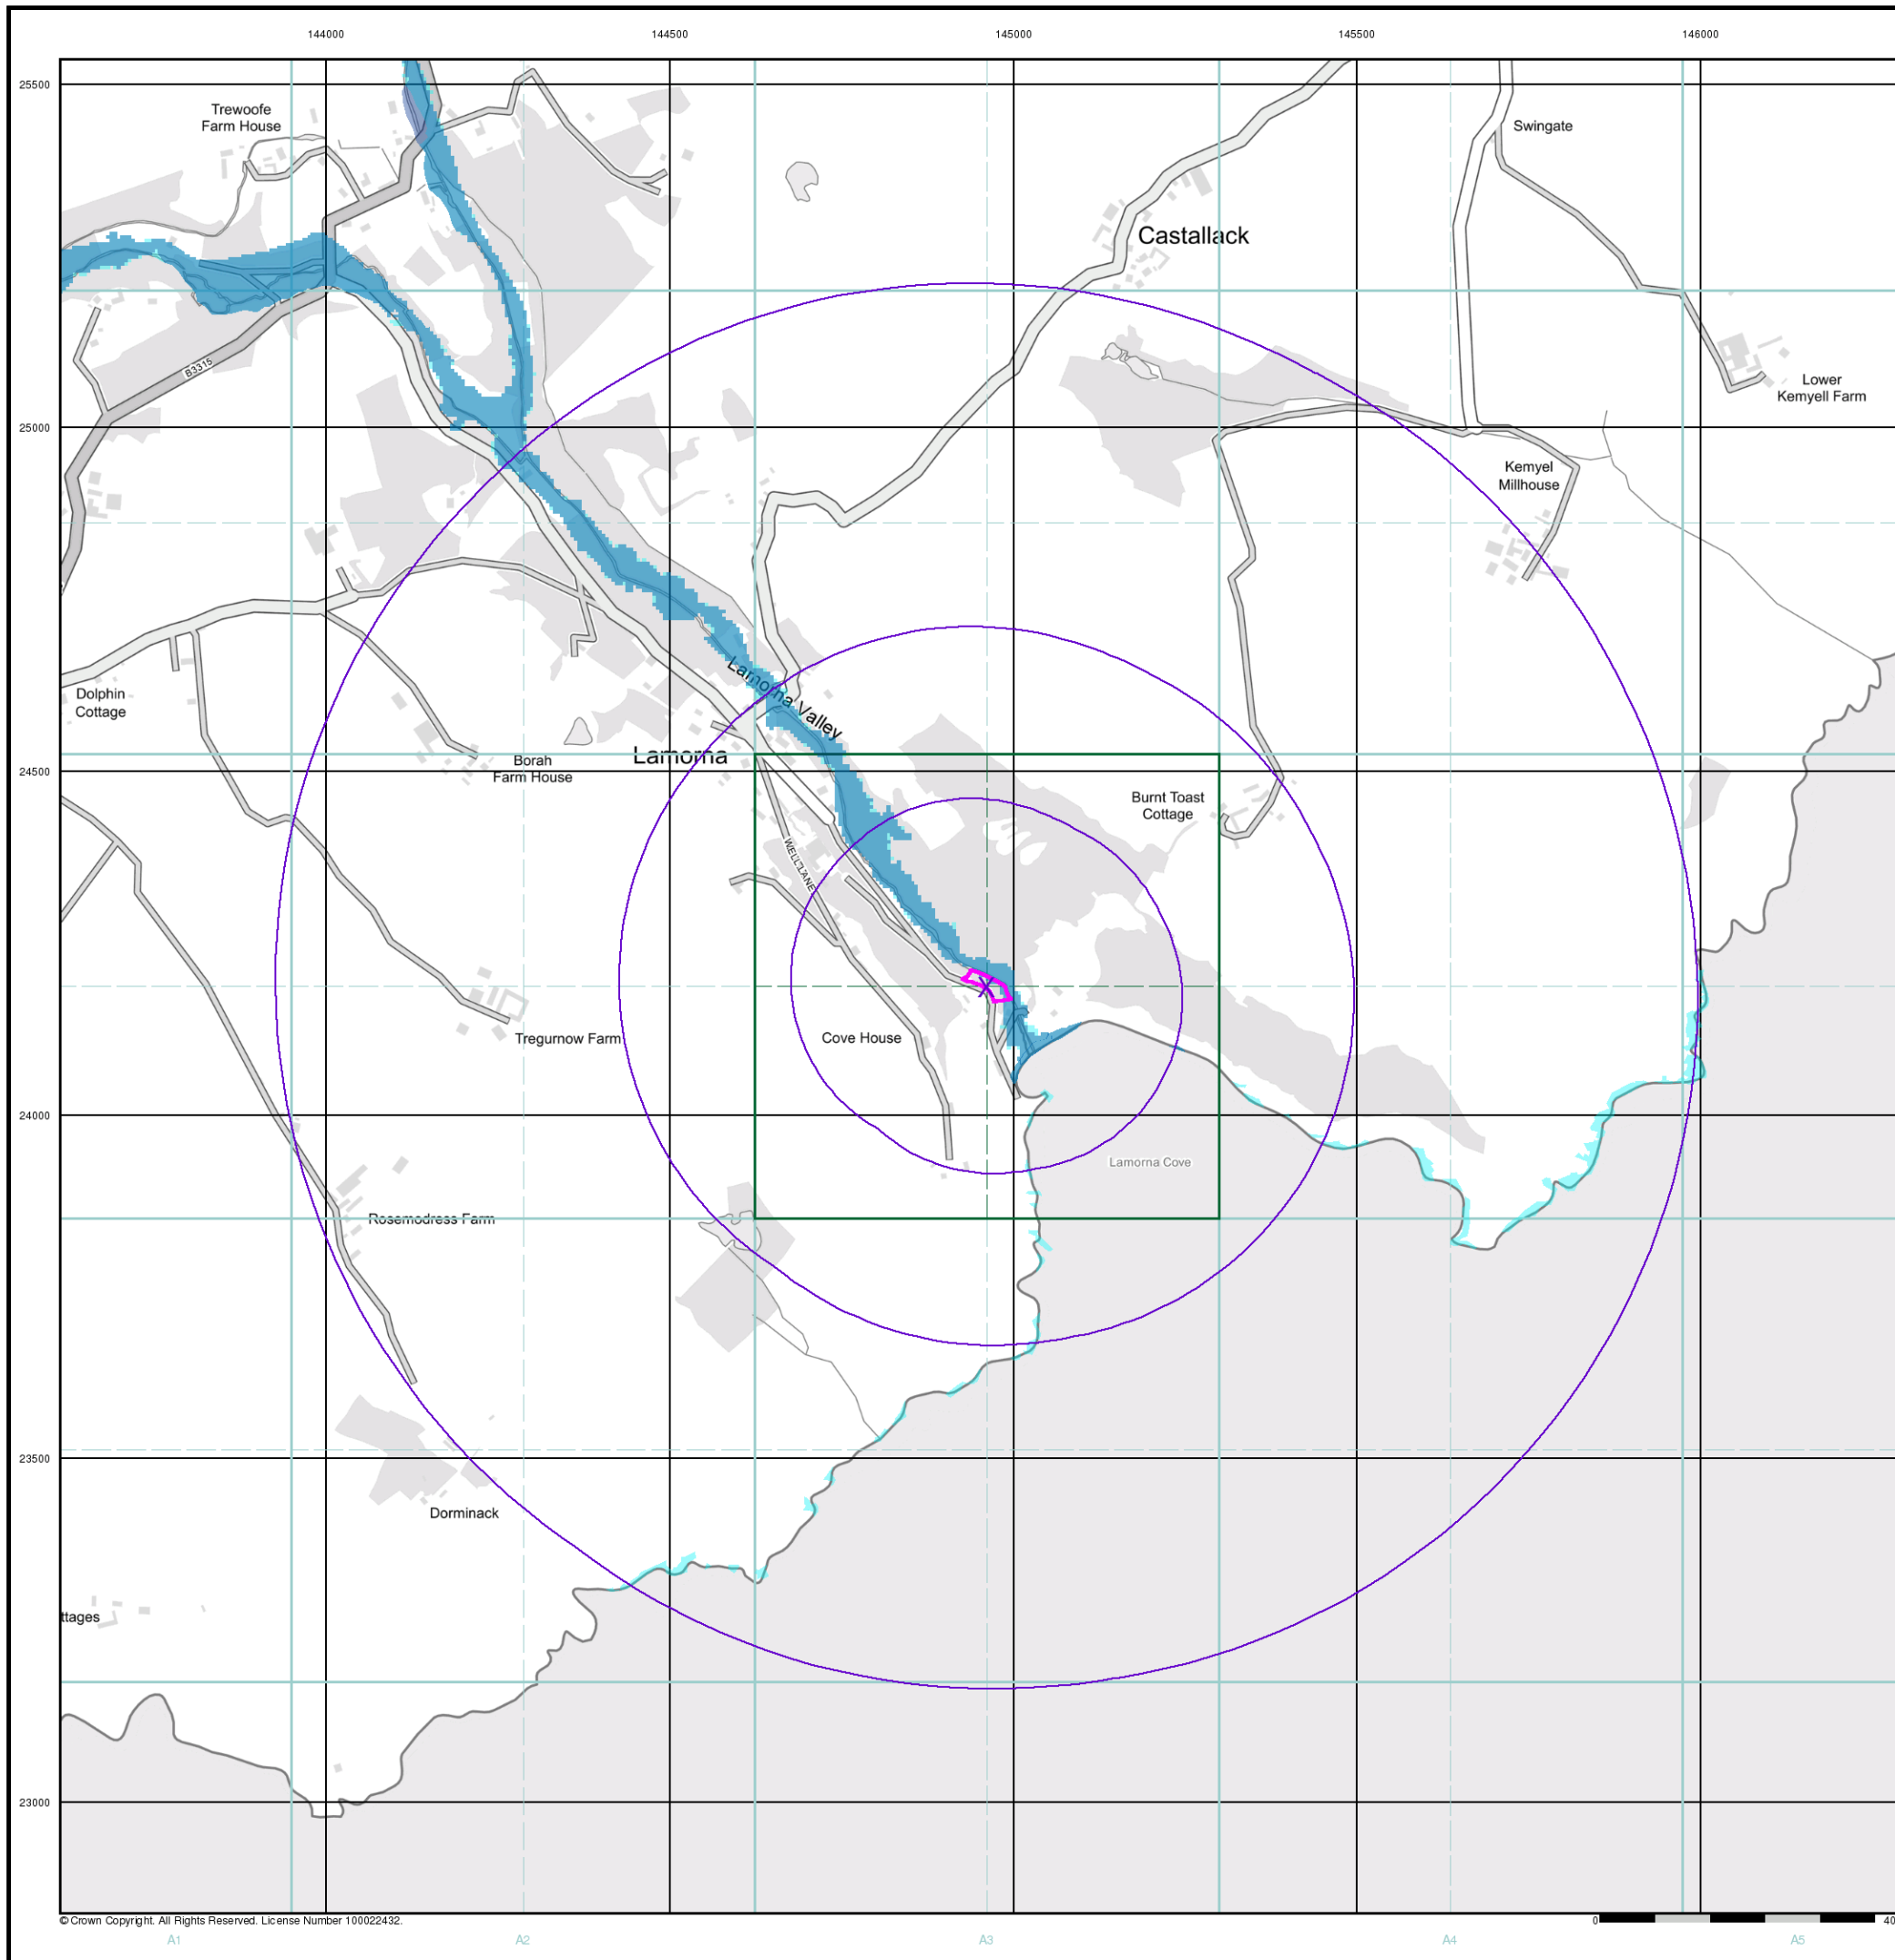 144000
144500
145000
145500
146000
25500
Trewoofe
Farm House
Swingate
Castallack
B3315
Lower
Kemyell Farm
25000
Kemyel
Millhouse
Lamorna Valley
Dolphin
Cottage
Lamorna
Borah
Farm House
24500
Burnt Toast
Cottage
WELL LANE
Tregurnow Farm
Cove House
24000
Lamorna Cove
Rosemodress Farm
23500
Dorminack
ttages
23000
© Crown Copyright. All Rights Reserved. License Number 100022432.
0
40
A1
A2
A3
A4
A5